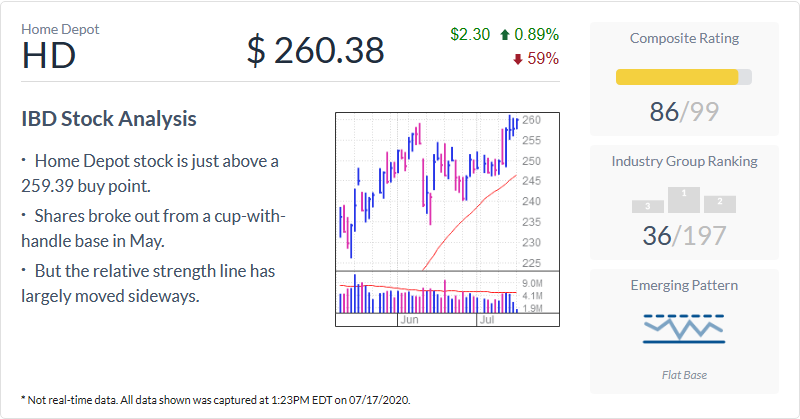 Home Depot
HD
$ 260.38
$2.30 0.89%
59%
IBD Stock Analysis
· Home Depot stock is just above a
259.39 buy point.
· Shares broke out from a cup-with-
handle base in May.
· But the relative strength line has
largely moved sideways.
260
255
250
245
240
235
230
225
9.0M
4.1M
1.9M
Jun
Jul
Composite Rating
86/99
Industry Group Ranking
3
1
2
36/197
Emerging Pattern
Flat Base
* Not real-time data. All data shown was captured at 1:23PM EDT on 07/17/2020.